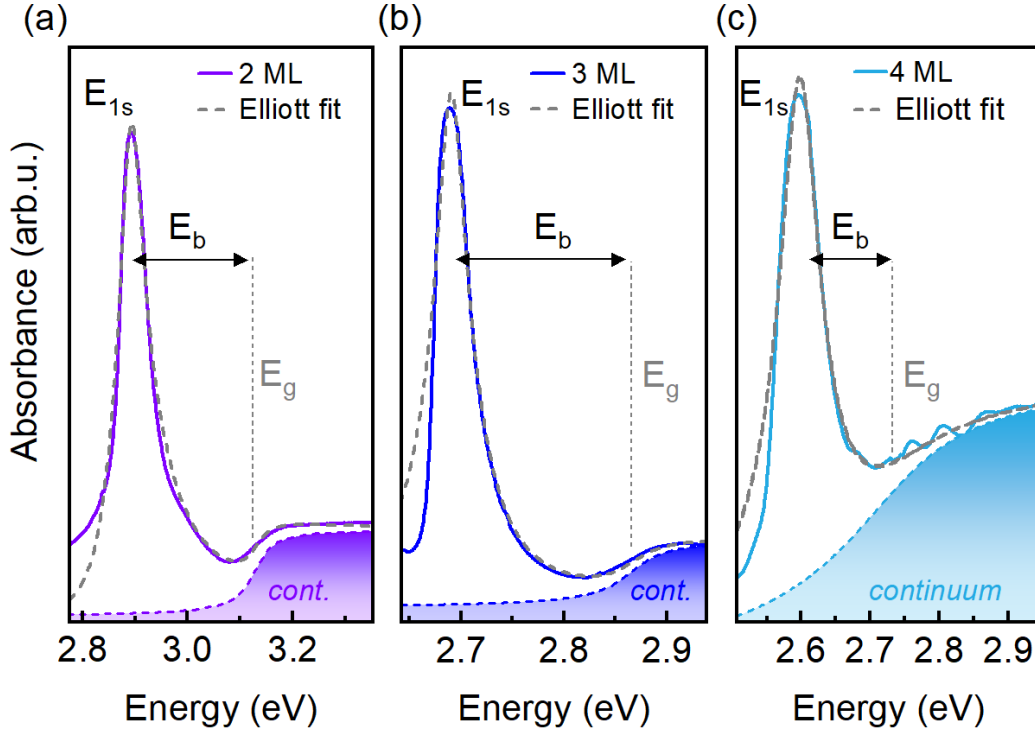 (a)
2 ML
Elliott fit
E1s
Eb
Eg
cont.
2.8 3.0 3.2
Energy (eV)
Absorbance (arb.u.)
(b)
3 ML
Elliott fit
E1s
Eb
Eg
cont.
2.7 2.8 2.9
Energy (eV)
(c)
4 ML
Elliott fit
E1s
Eb
Eg
continuum
2.6 2.7 2.8 2.9
Energy (eV)